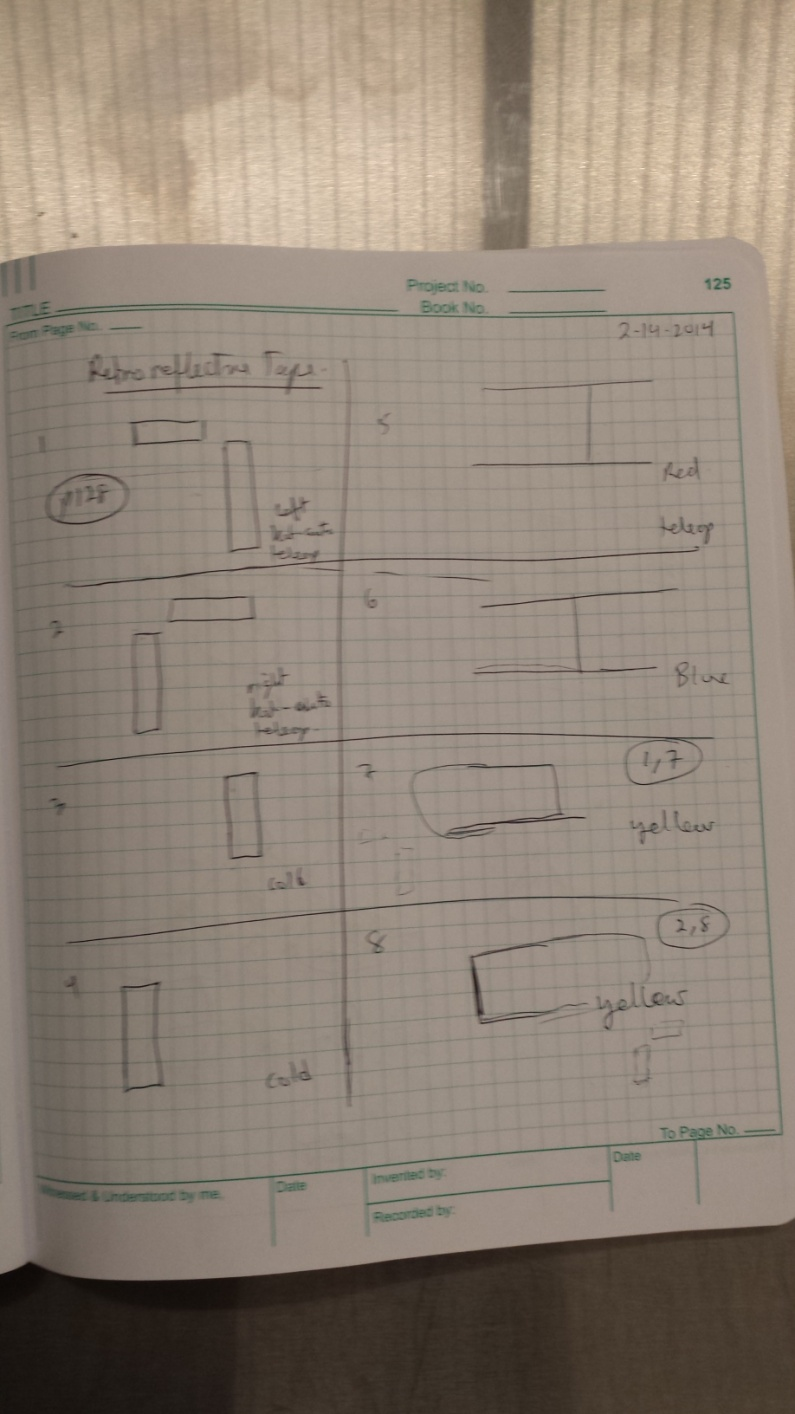 Project No.
125
TITLE
Book No.
From Page No.
2-14-2014
Retroreflective Tape
1
p128
left
hot-auto
teleop
2
right
hot-auto
teleop
3
cold
4
cold
5
Red
teleop
6
Blue
7
1,7
yellow
8
2,8
yellow
To Page No.
Witnessed & Understood by me,
Date
Invented by:
Recorded by:
Date